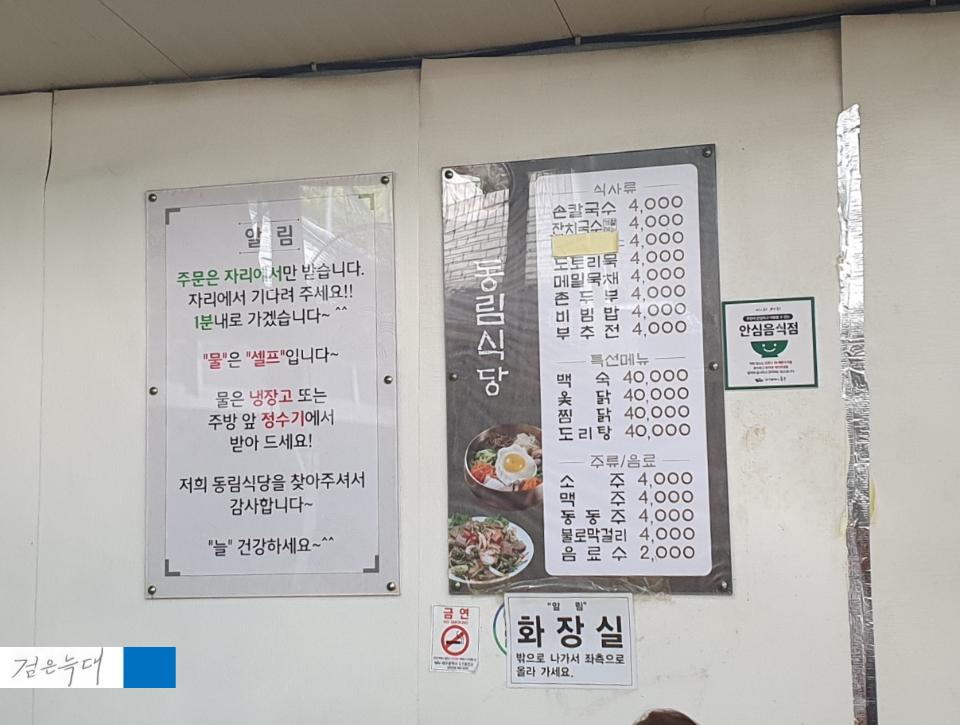 알 림
주문은 자리에서만 받습니다.
자리에서 기다려 주세요!!
1분내로 가겠습니다~ ^^
"물"은 "셀프"입니다~
물은 냉장고 또는
주방 앞 정수기에서
받아 드세요!
저희 동림식당을 찾아주셔서
감사합니다~
"늘" 건강하세요~^^
동림식당
식사류
손칼국수 4,000
잔치국수 4,000
4,000
도토리묵 4,000
메밀묵채 4,000
촌두부 4,000
비빔밥 4,000
부추전 4,000
특선메뉴
백 숙 40,000
옻 닭 40,000
찜 닭 40,000
도리탕 40,000
주류/음료
소 주 4,000
맥 주 4,000
동동주 4,000
불로막걸리 4,000
음료수 2,000
안심음식점
금 연
NO SMOKING
"알 림"
화장실
밖으로 나가서 좌측으로
올라 가세요.
검은늑대